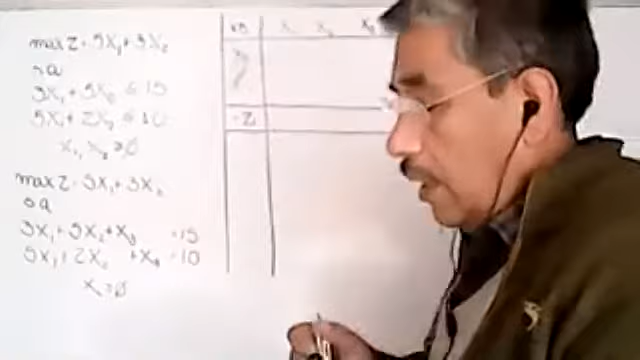 max Z = 5X₁ + 3X₂
s a
3X₁ + 5X₂ ≤ 15
5X₁ + 2X₂ ≤ 10
X₁, X₂ ≥ 0
max Z = 5X₁ + 3X₂
s a
3X₁ + 5X₂ + X₃ = 15
5X₁ + 2X₂ + X₄ = 10
VB X₁ X₂ X₃
-Z